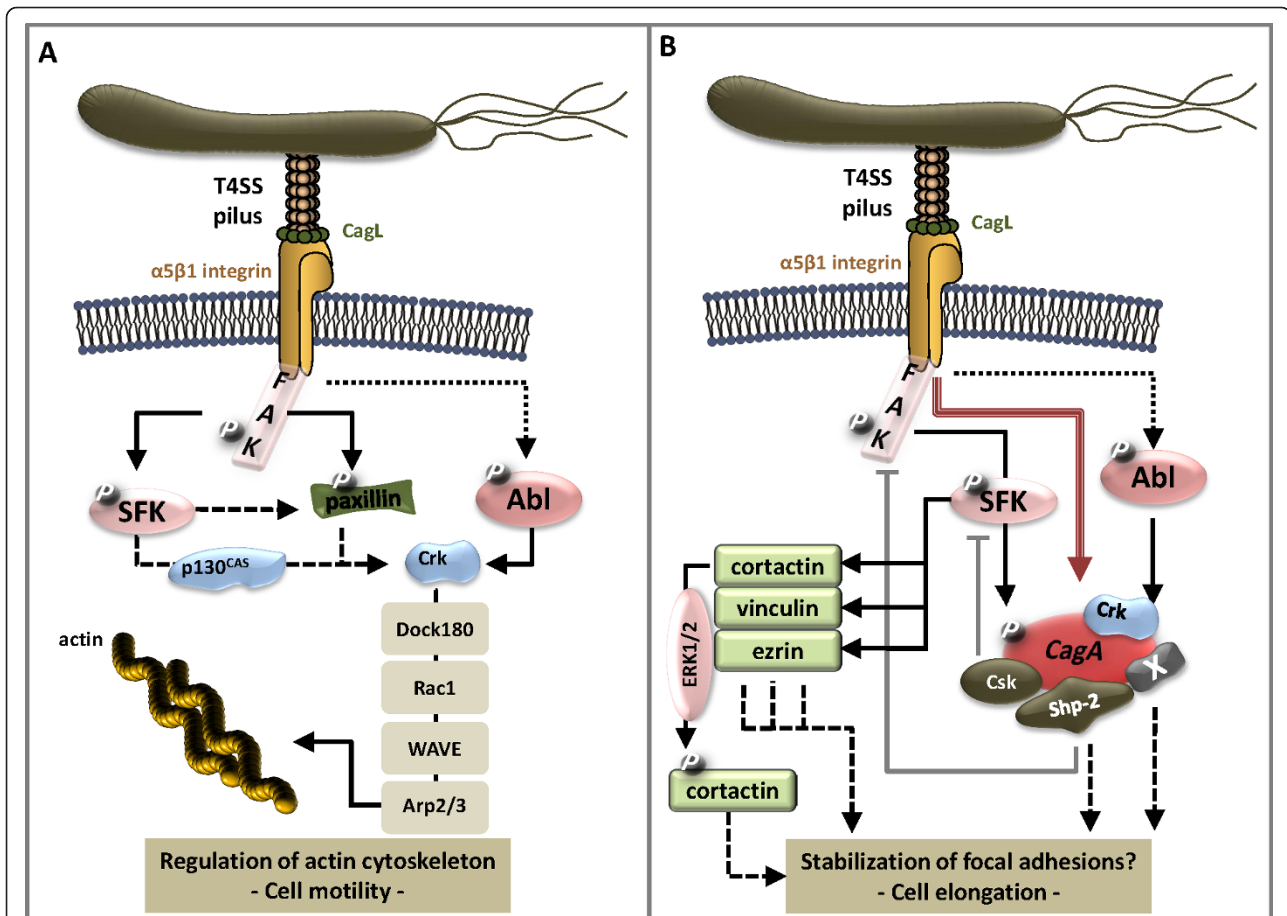 A
T4SS
pilus
CagL
α5β1 integrin
F
A
K
P
P
SFK
P
paxillin
P
Abl
p130CAS
Crk
actin
Dock180
Rac1
WAVE
Arp2/3
Regulation of actin cytoskeleton
- Cell motility -
B
T4SS
pilus
CagL
α5β1 integrin
F
A
K
P
P
SFK
P
Abl
cortactin
vinculin
ezrin
ERK1/2
P
Crk
CagA
X
Csk
Shp-2
P
cortactin
Stabilization of focal adhesions?
- Cell elongation -